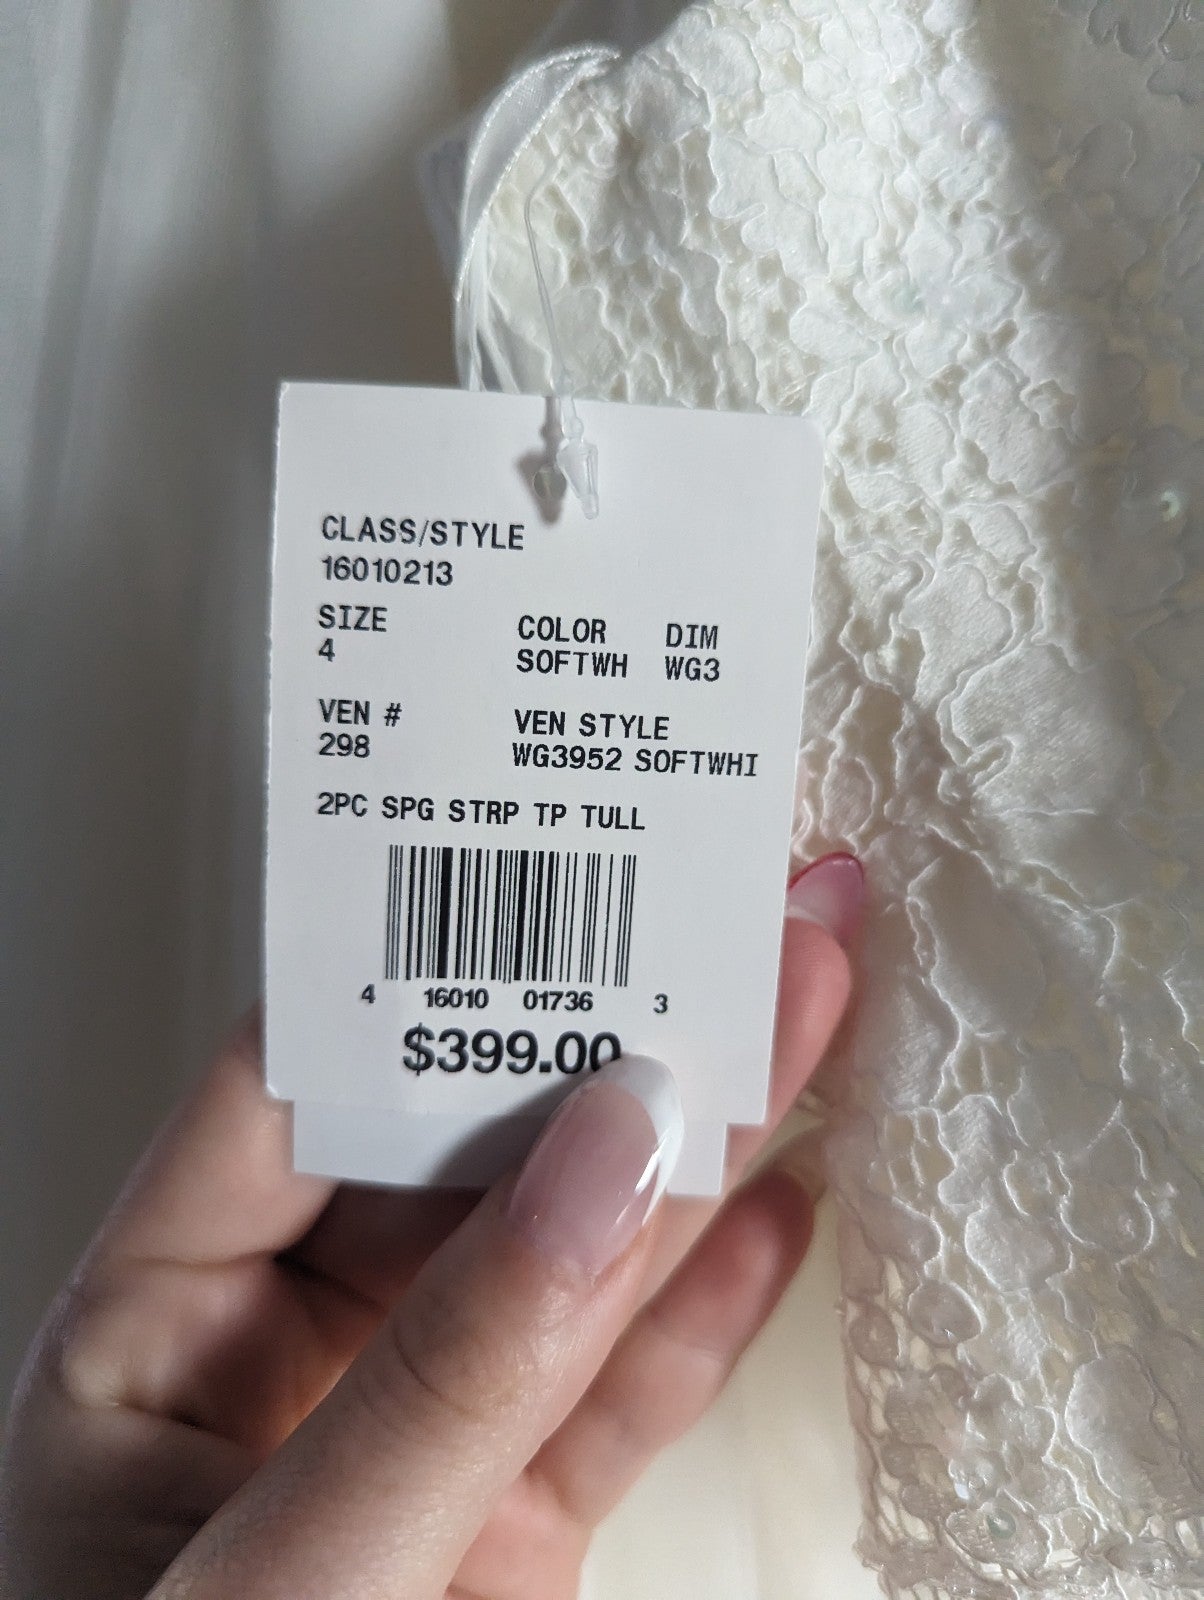 CLASS/STYLE
16010213
SIZE COLOR DIM
4 SOFTWH WG3
VEN # VEN STYLE
298 WG3952 SOFTWHI
2PC SPG STRP TP TULL
4 16010 01736 3
$399.00